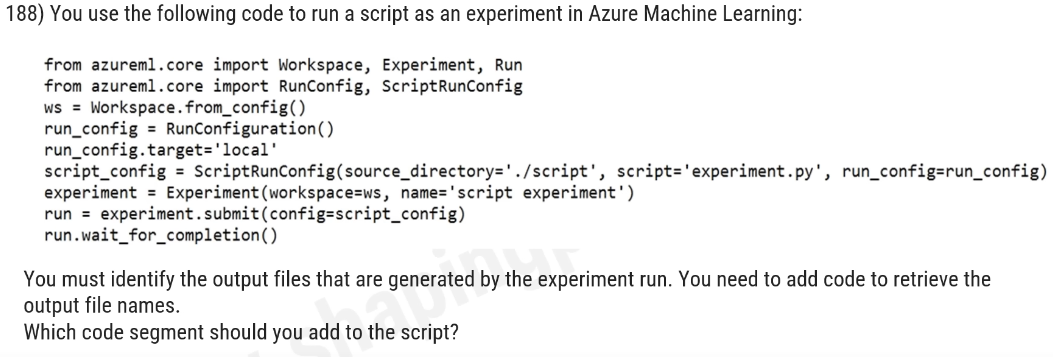 188) You use the following code to run a script as an experiment in Azure Machine Learning:
from azureml.core import Workspace, Experiment, Run
from azureml.core import RunConfig, ScriptRunConfig
ws = Workspace.from_config()
run_config = RunConfiguration()
run_config.target='local'
script_config = ScriptRunConfig(source_directory='./script', script='experiment.py', run_config=run_config)
experiment = Experiment(workspace=ws, name='script experiment')
run = experiment.submit(config=script_config)
run.wait_for_completion()
You must identify the output files that are generated by the experiment run. You need to add code to retrieve the
output file names.
Which code segment should you add to the script?